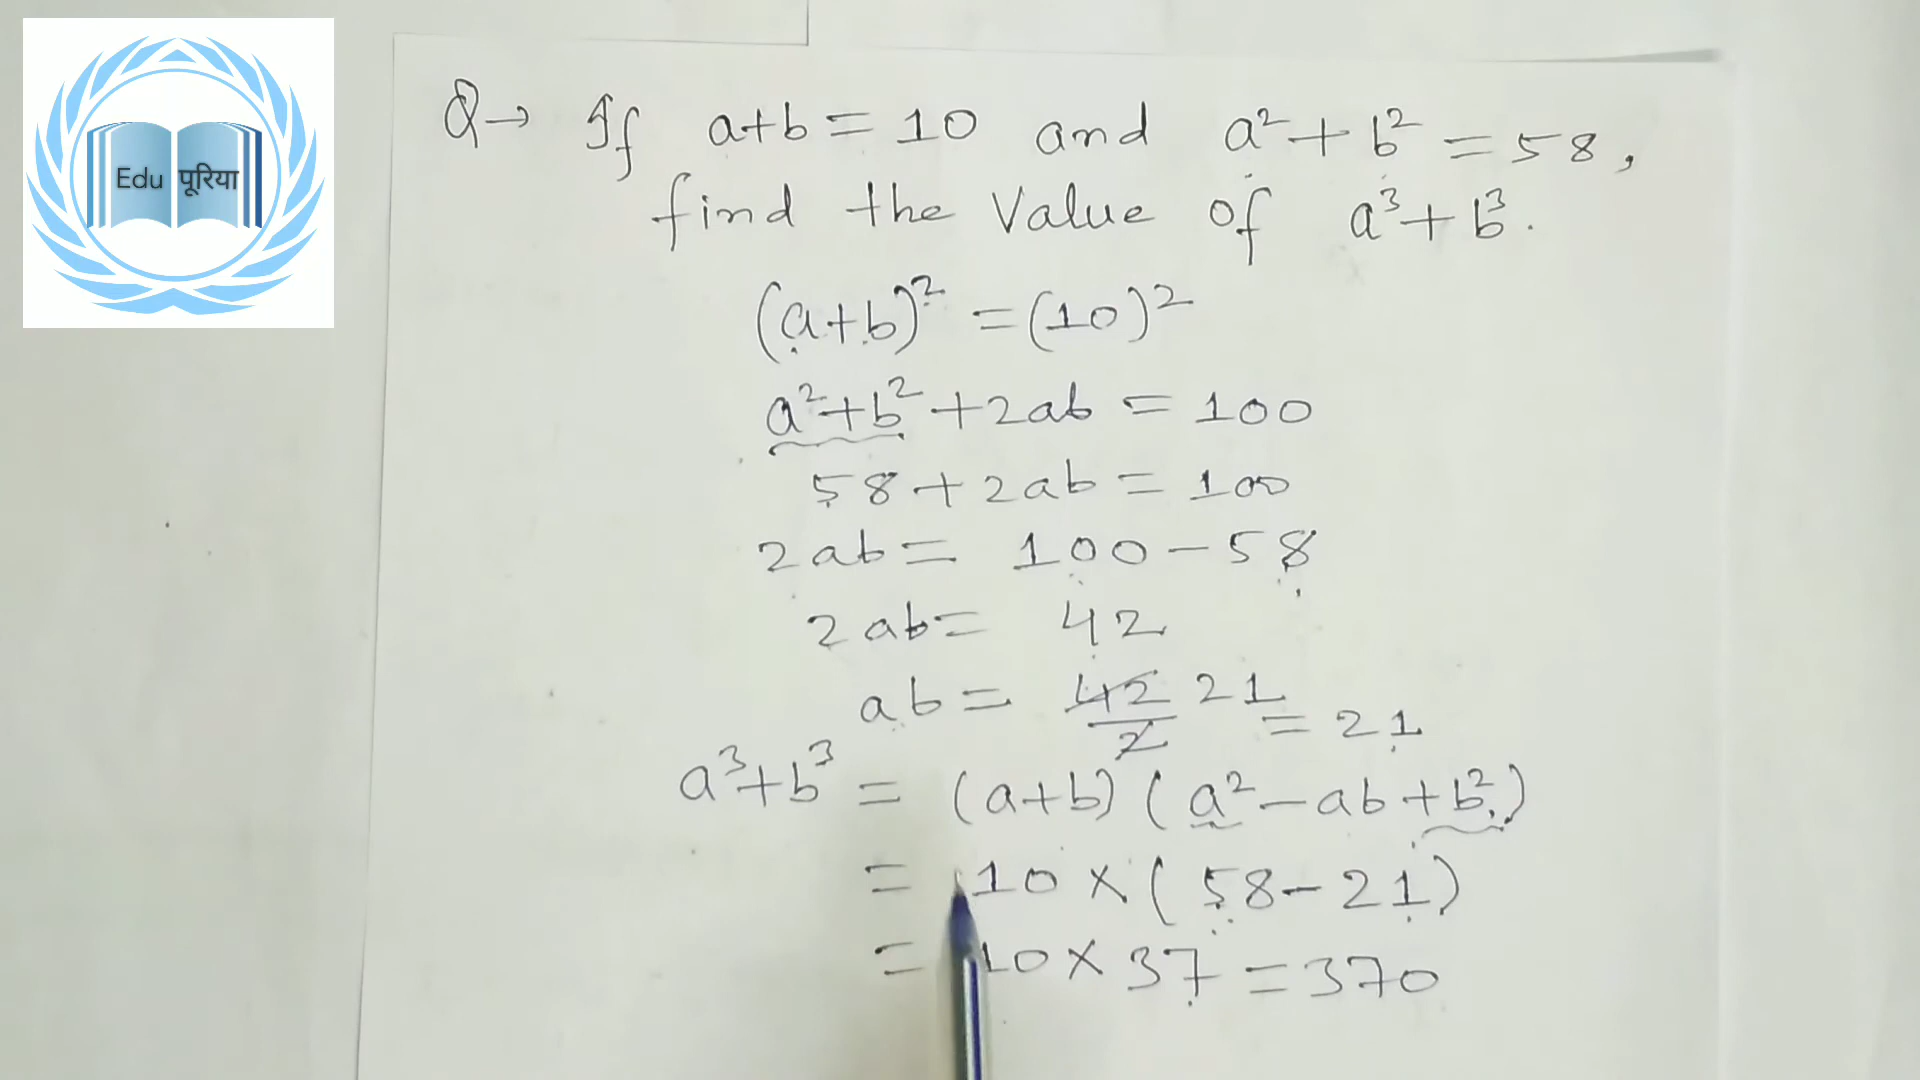 Edu पूरिया
Q→ If a+b=10 and a²+b²=58,
find the value of a³+b³.
(a+b)²=(10)²
a²+b²+2ab=100
58+2ab=100
2ab=100-58
2ab=42
ab=42/2 21 =21
a³+b³=(a+b)(a²-ab+b²)
=10×(58-21)
=10×37=370